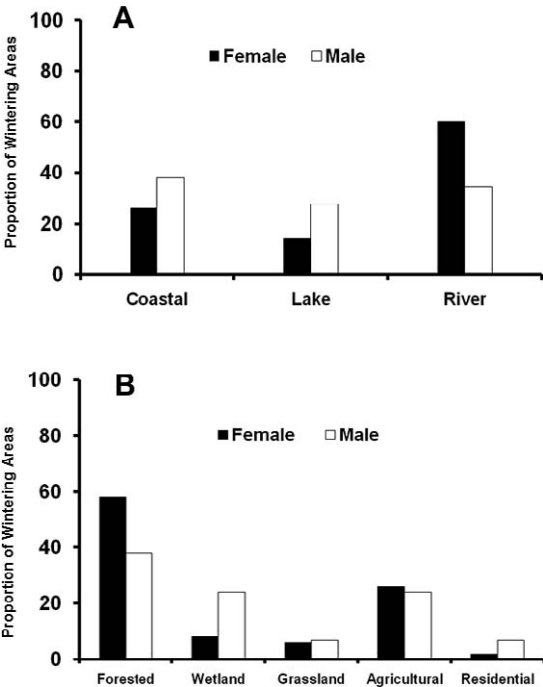 A
Female Male
Proportion of Wintering Areas
100
80
60
40
20
0
Coastal Lake River
B
Female Male
Proportion of Wintering Areas
100
80
60
40
20
0
Forested Wetland Grassland Agricultural Residential